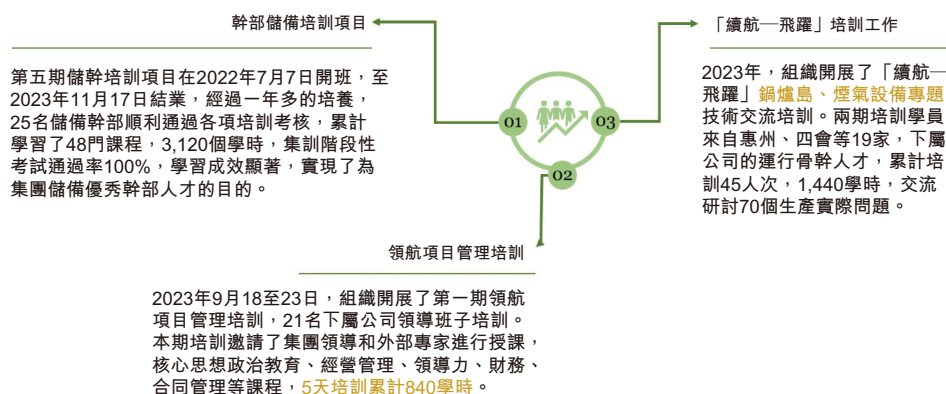 幹部儲備培訓項目
第五期儲幹培訓項目在2022年7月7日開班，至
2023年11月17日結業，經過一年多的培養，
25名儲備幹部順利通過各項培訓考核，累計
學習了48門課程，3,120個學時，集訓階段性
考試通過率100%，學習成效顯著，實現了為
集團儲備優秀幹部人才的目的。
01
02
03
領航項目管理培訓
2023年9月18至23日，組織開展了第一期領航
項目管理培訓，21名下屬公司領導班子培訓。
本期培訓邀請了集團領導和外部專家進行授課，
核心思想政治教育、經營管理、領導力、財務、
合同管理等課程，5天培訓累計840學時。
「續航—飛躍」培訓工作
2023年，組織開展了「續航—
飛躍」鍋爐島、煙氣設備專題
技術交流培訓。兩期培訓學員
來自惠州、四會等19家，下屬
公司的運行骨幹人才，累計培
訓45人次，1,440學時，交流
研討70個生產實際問題。